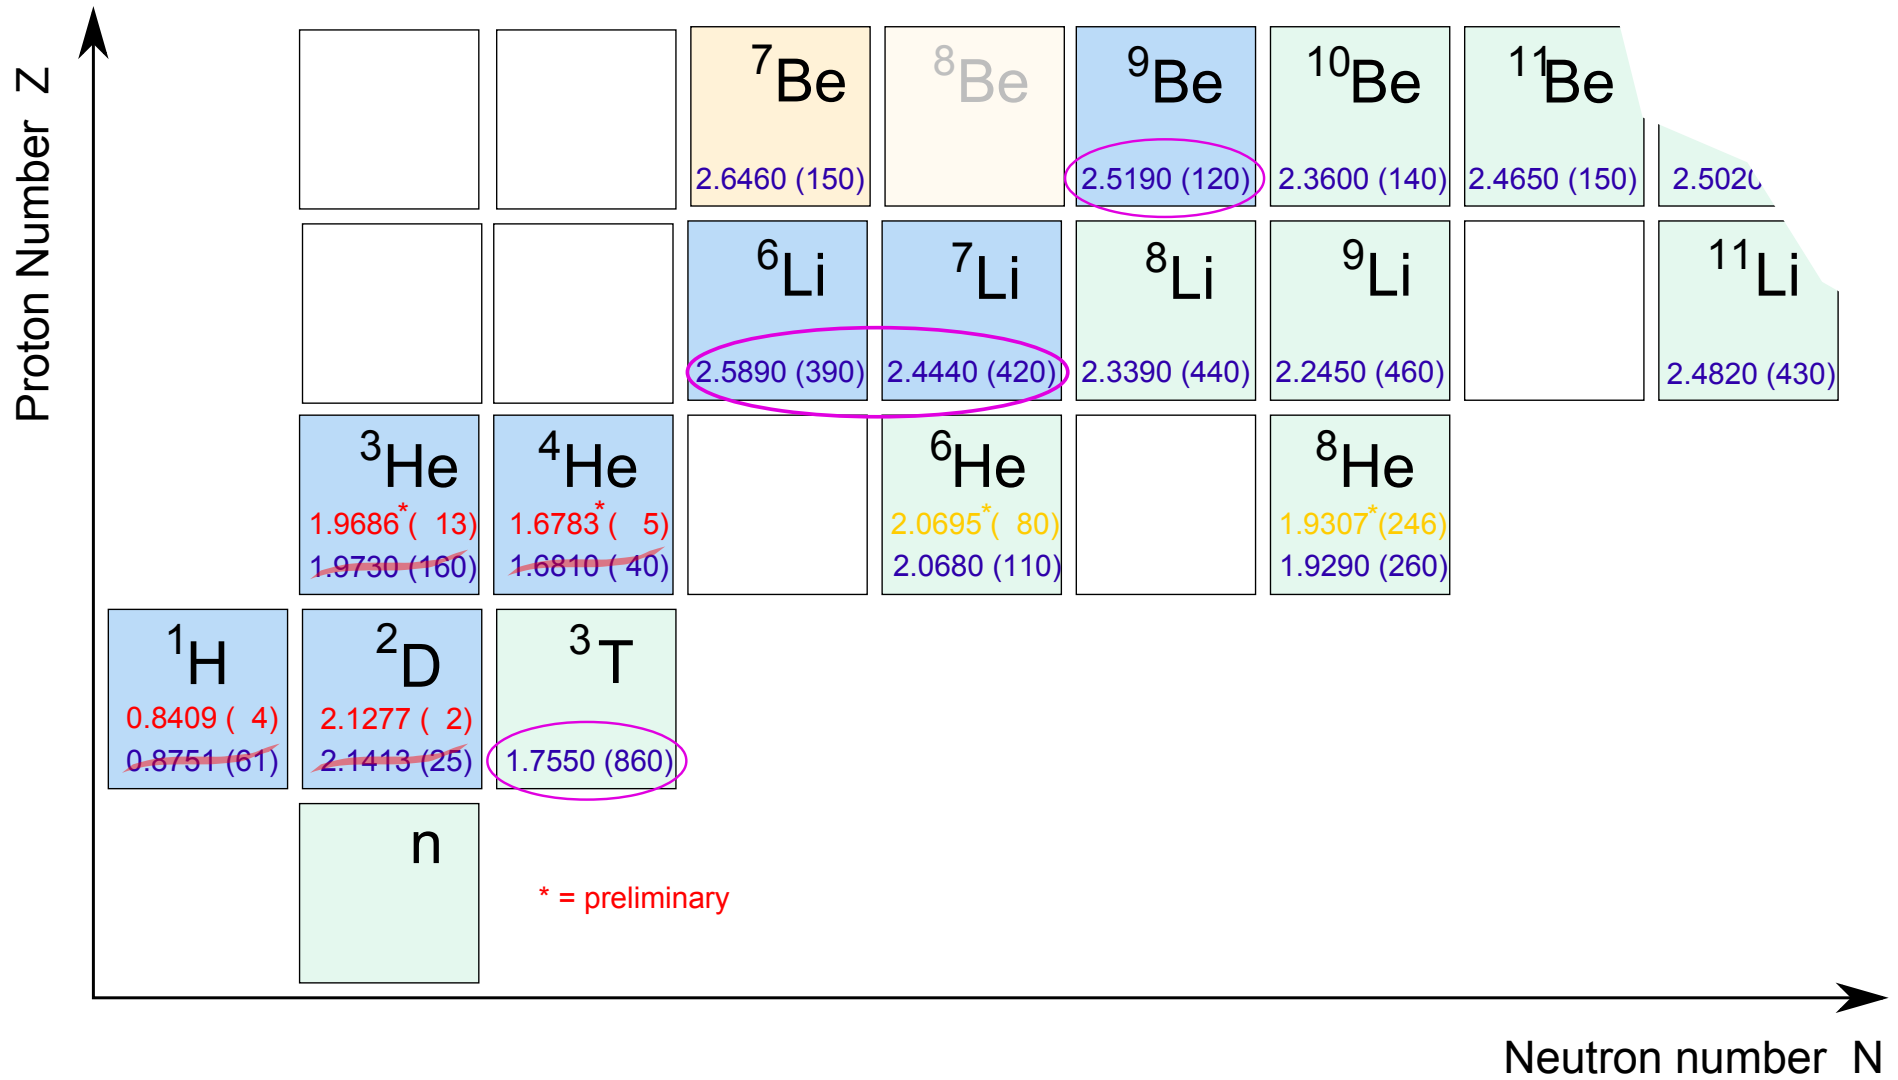 Proton Number Z
7Be
8Be
9Be
10Be
11Be
2.6460 (150)
2.5190 (120)
2.3600 (140)
2.4650 (150)
2.5020
6Li
7Li
8Li
9Li
11Li
2.5890 (390)
2.4440 (420)
2.3390 (440)
2.2450 (460)
2.4820 (430)
3He
4He
6He
8He
1.9686*( 13)
1.6783*( 5)
2.0695*( 80)
1.9307*(246)
1.9730 (160)
1.6810 ( 40)
2.0680 (110)
1.9290 (260)
1H
2D
3T
0.8409 ( 4)
2.1277 ( 2)
0.8751 (61)
2.1413 (25)
1.7550 (860)
n
* = preliminary
Neutron number N